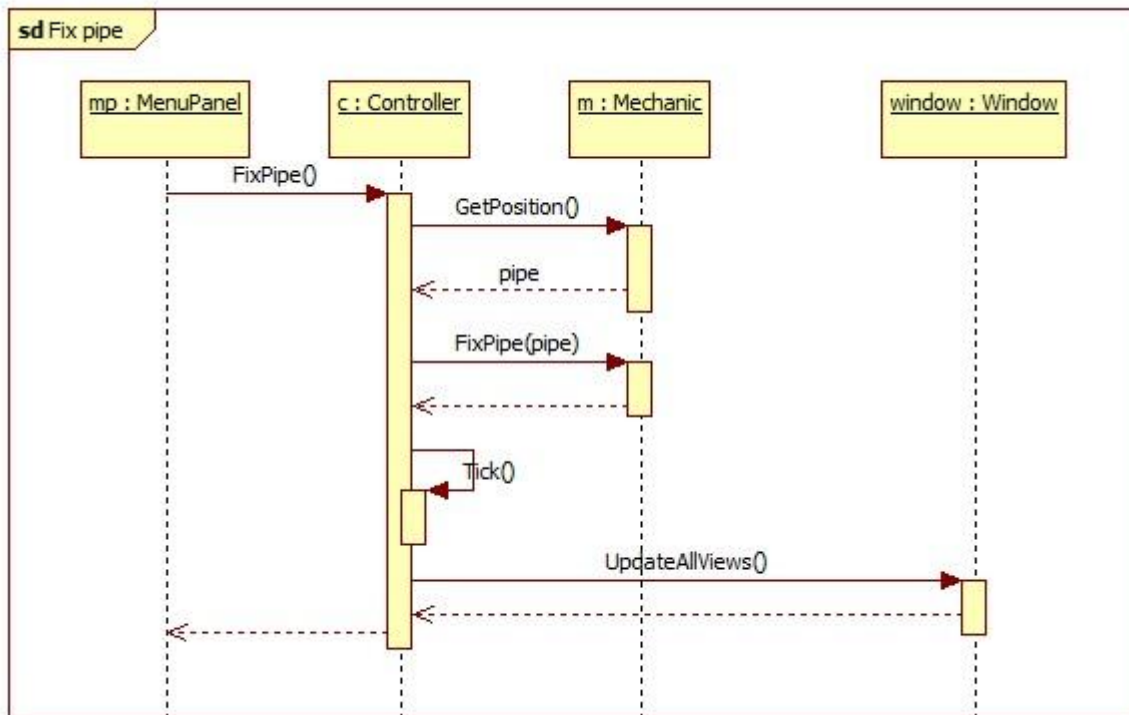 sd Fix pipe
mp : MenuPanel
c : Controller
m : Mechanic
window : Window
FixPipe()
GetPosition()
pipe
FixPipe(pipe)
Tick()
UpdateAllViews()